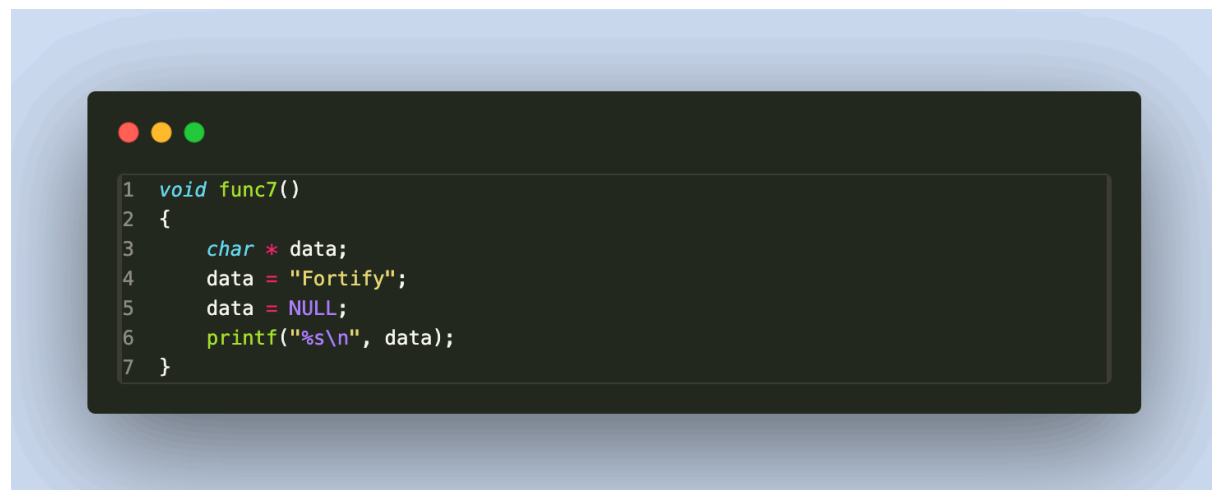 1 void func7()
2 {
3     char * data;
4     data = "Fortify";
5     data = NULL;
6     printf("%s\n", data);
7 }